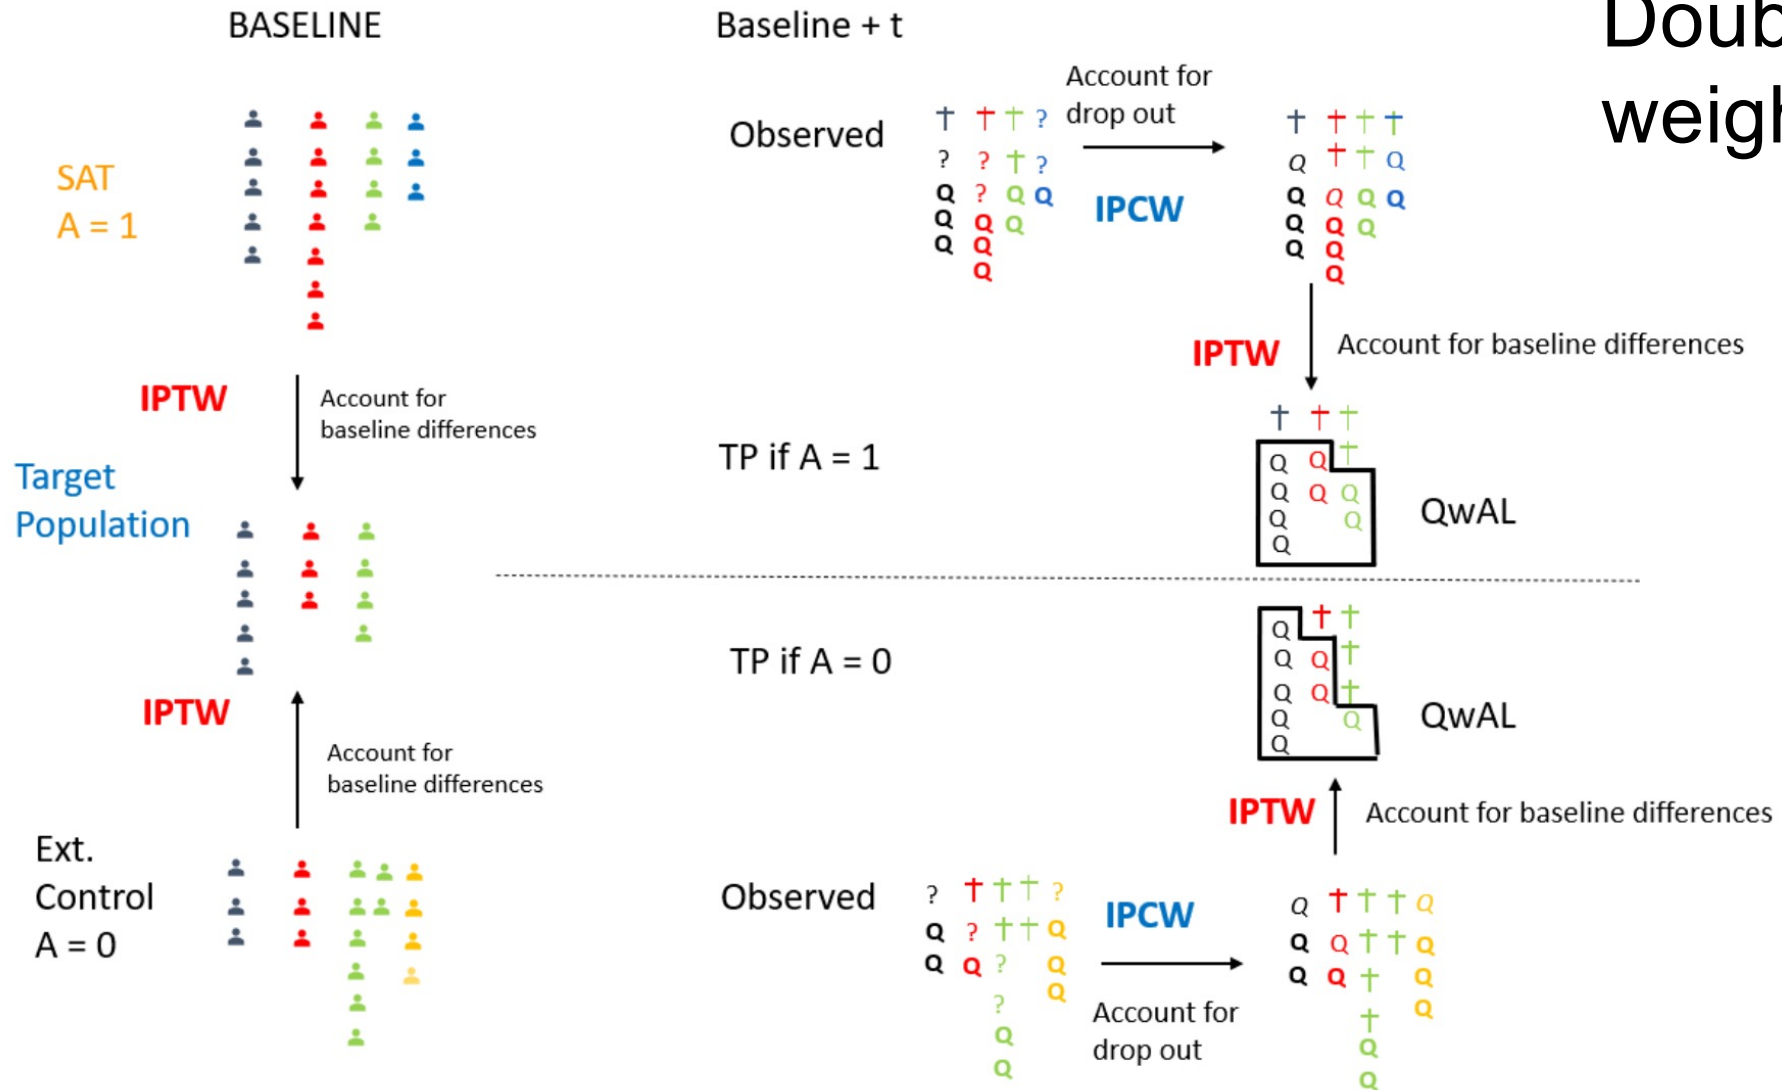 BASELINE
Baseline + t
Doub
weigh
SAT
A = 1
Observed
† † † ?
? ? † ?
Q ? Q Q
Q Q Q
Q Q
Q
Account for
drop out
IPCW
† † † †
Q † † Q
Q Q Q Q
Q Q Q
Q Q
Q
IPTW
Account for
baseline differences
IPTW
Account for baseline differences
Target
Population
TP if A = 1
† † †
Q Q †
Q Q Q
Q Q
Q
QwAL
TP if A = 0
† †
Q
Q Q †
Q Q †
Q Q
Q
QwAL
IPTW
Account for
baseline differences
IPTW
Account for baseline differences
Ext.
Control
A = 0
Observed
? † † † ?
Q ? † † Q
Q Q ? Q
? Q
Q
Q
IPCW
Account for
drop out
Q † † † Q
Q Q † † Q
Q Q † Q
† Q
Q
Q